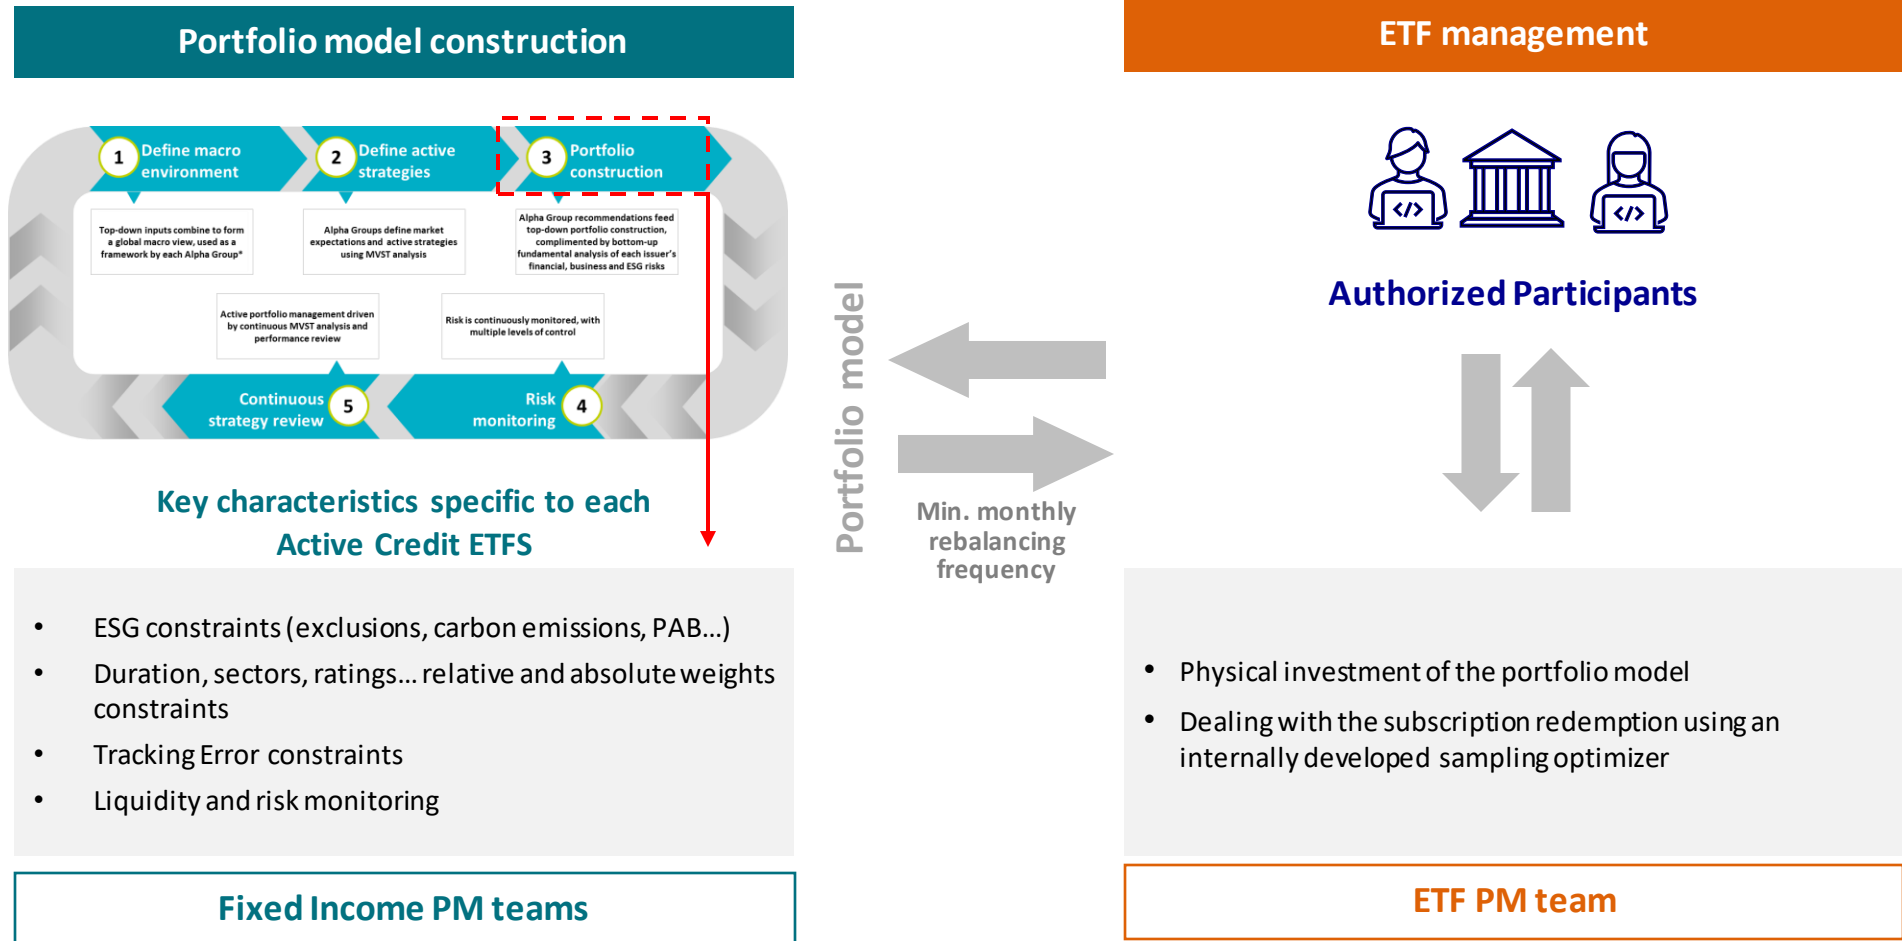 Portfolio model construction
1
Define macro
environment
2
Define active
strategies
3
Portfolio
construction
Top-down inputs combine to form
a global macro view, used as a
framework by each Alpha Group*
Alpha Groups define market
expectations and active strategies
using MVST analysis
Alpha Group recommendations feed
top-down portfolio construction,
complimented by bottom-up
fundamental analysis of each issuer's
financial, business and ESG risks
Active portfolio management driven
by continuous MVST analysis and
performance review
Risk is continuously monitored, with
multiple levels of control
Continuous
strategy review
5
Risk
monitoring
4
Key characteristics specific to each
Active Credit ETFS
• ESG constraints (exclusions, carbon emissions, PAB…)
• Duration, sectors, ratings… relative and absolute weights
constraints
• Tracking Error constraints
• Liquidity and risk monitoring
Fixed Income PM teams
Portfolio model
Min. monthly
rebalancing
frequency
ETF management
</>
</>
Authorized Participants
• Physical investment of the portfolio model
• Dealing with the subscription redemption using an
internally developed sampling optimizer
ETF PM team